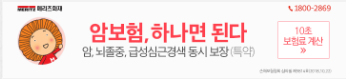 메리츠화재
1800-2869
암보험, 하나면 된다
암, 뇌졸중, 급성심근경색 동시 보장 (특약)
10초
보험료 계산